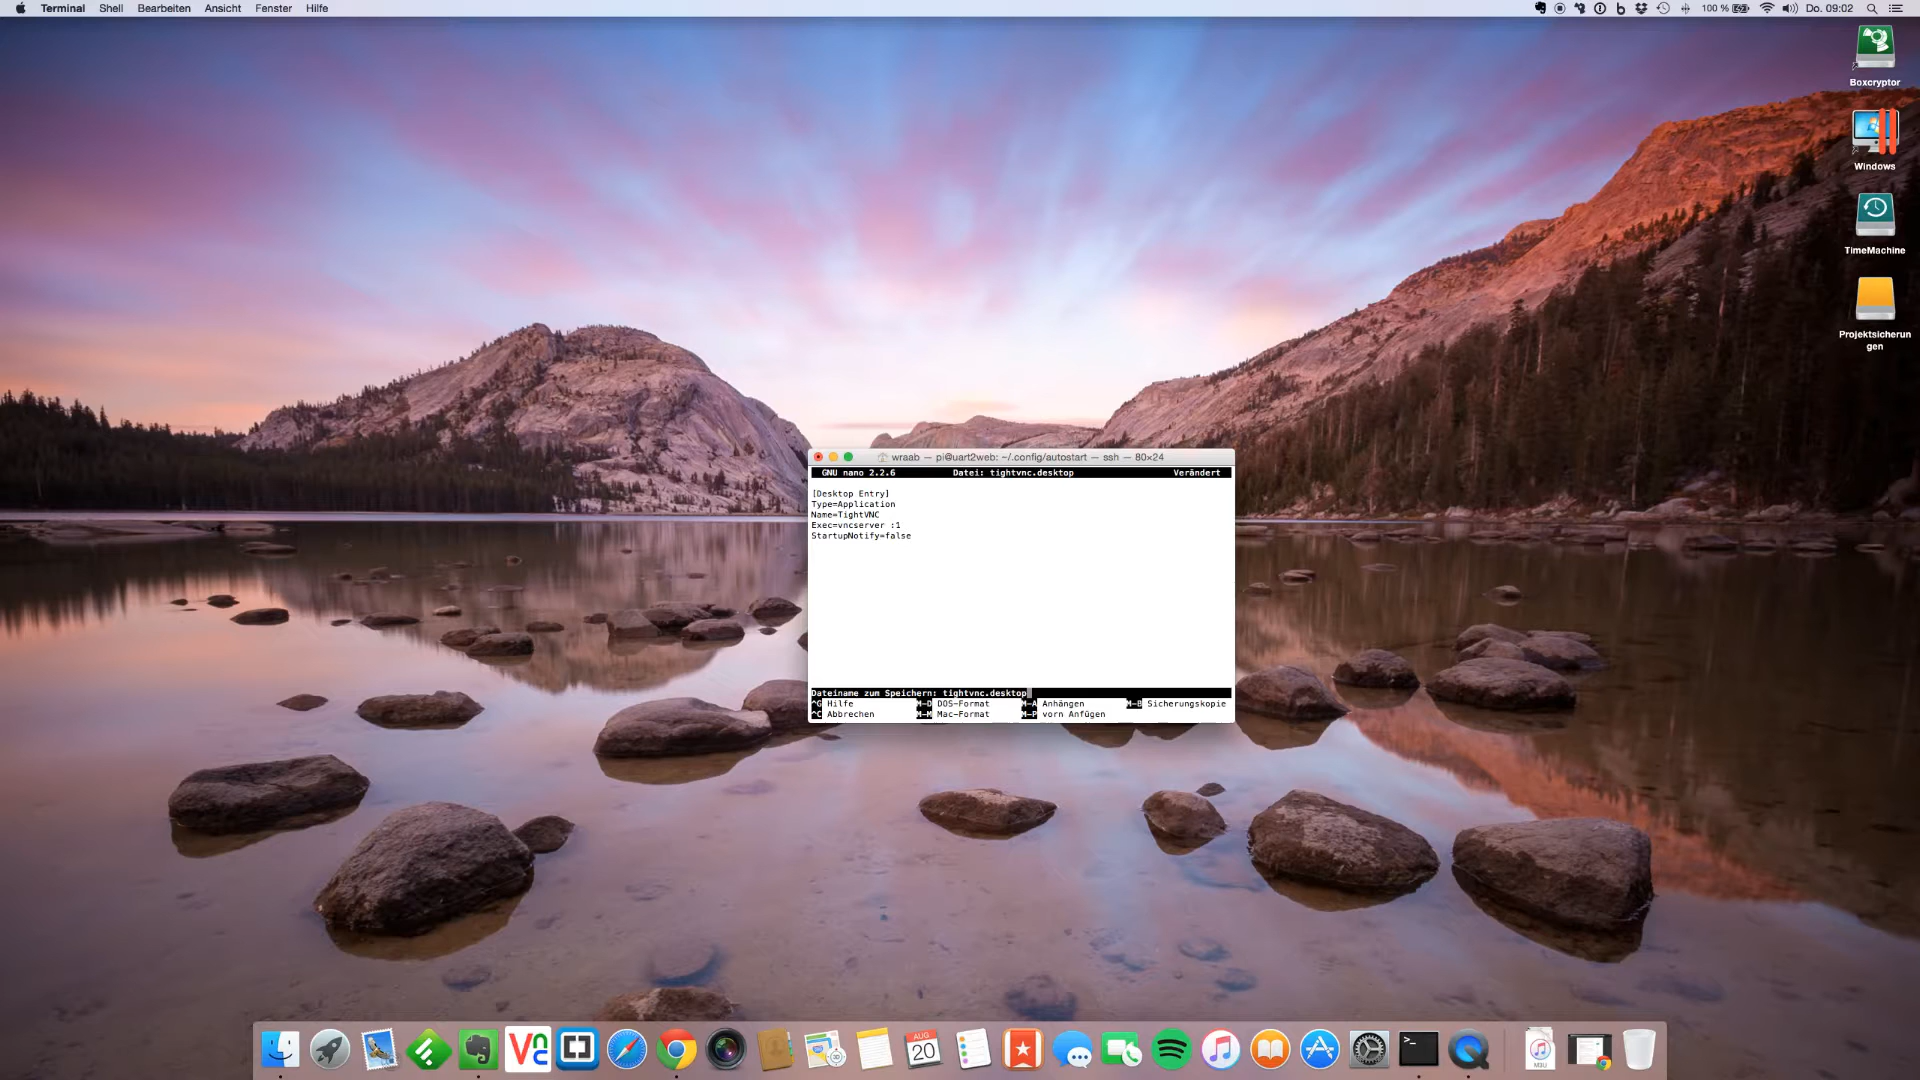 Terminal Shell Bearbeiten Ansicht Fenster Hilfe
100 % Do. 09:02
Boxcryptor
Windows
TimeMachine
Projektsicherun
gen
wraab — pi@uart2web: ~/.config/autostart — ssh — 80×24
GNU nano 2.2.6 Datei: tightvnc.desktop Verändert
[Desktop Entry]
Type=Application
Name=TightVNC
Exec=vncserver :1
StartupNotify=false
Dateiname zum Speichern: tightvnc.desktop
^G Hilfe M-D DOS-Format M-A Anhängen M-B Sicherungskopie
^C Abbrechen M-M Mac-Format M-P vorn Anfügen
AUG
20